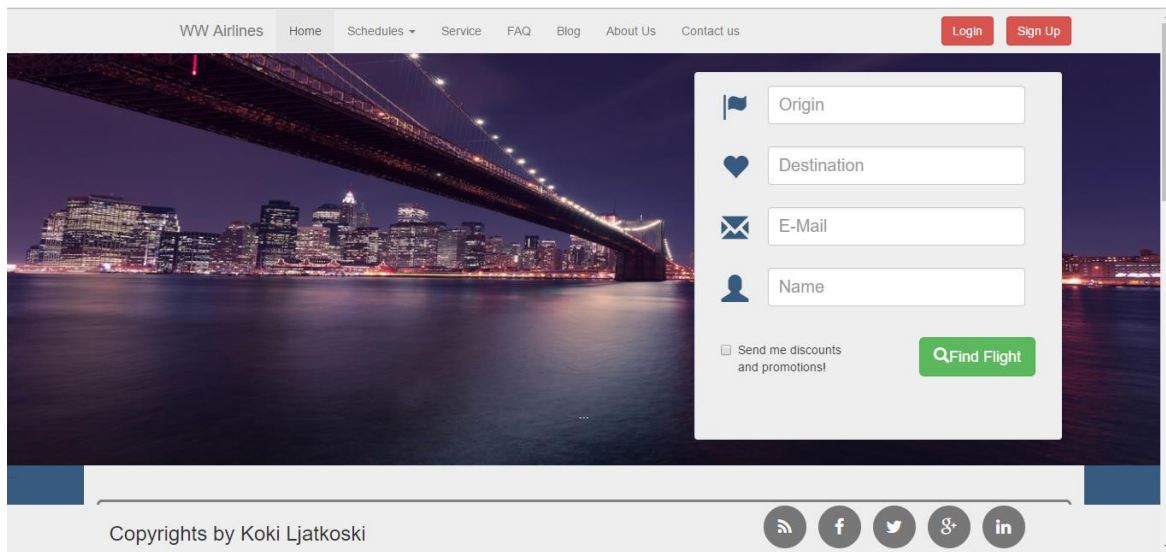 WW Airlines Home Schedules Service FAQ Blog About Us Contact us Login Sign Up
Origin
Destination
E-Mail
Name
Send me discounts
and promotions!
Find Flight
...
Copyrights by Koki Ljatkoski
f g+ in